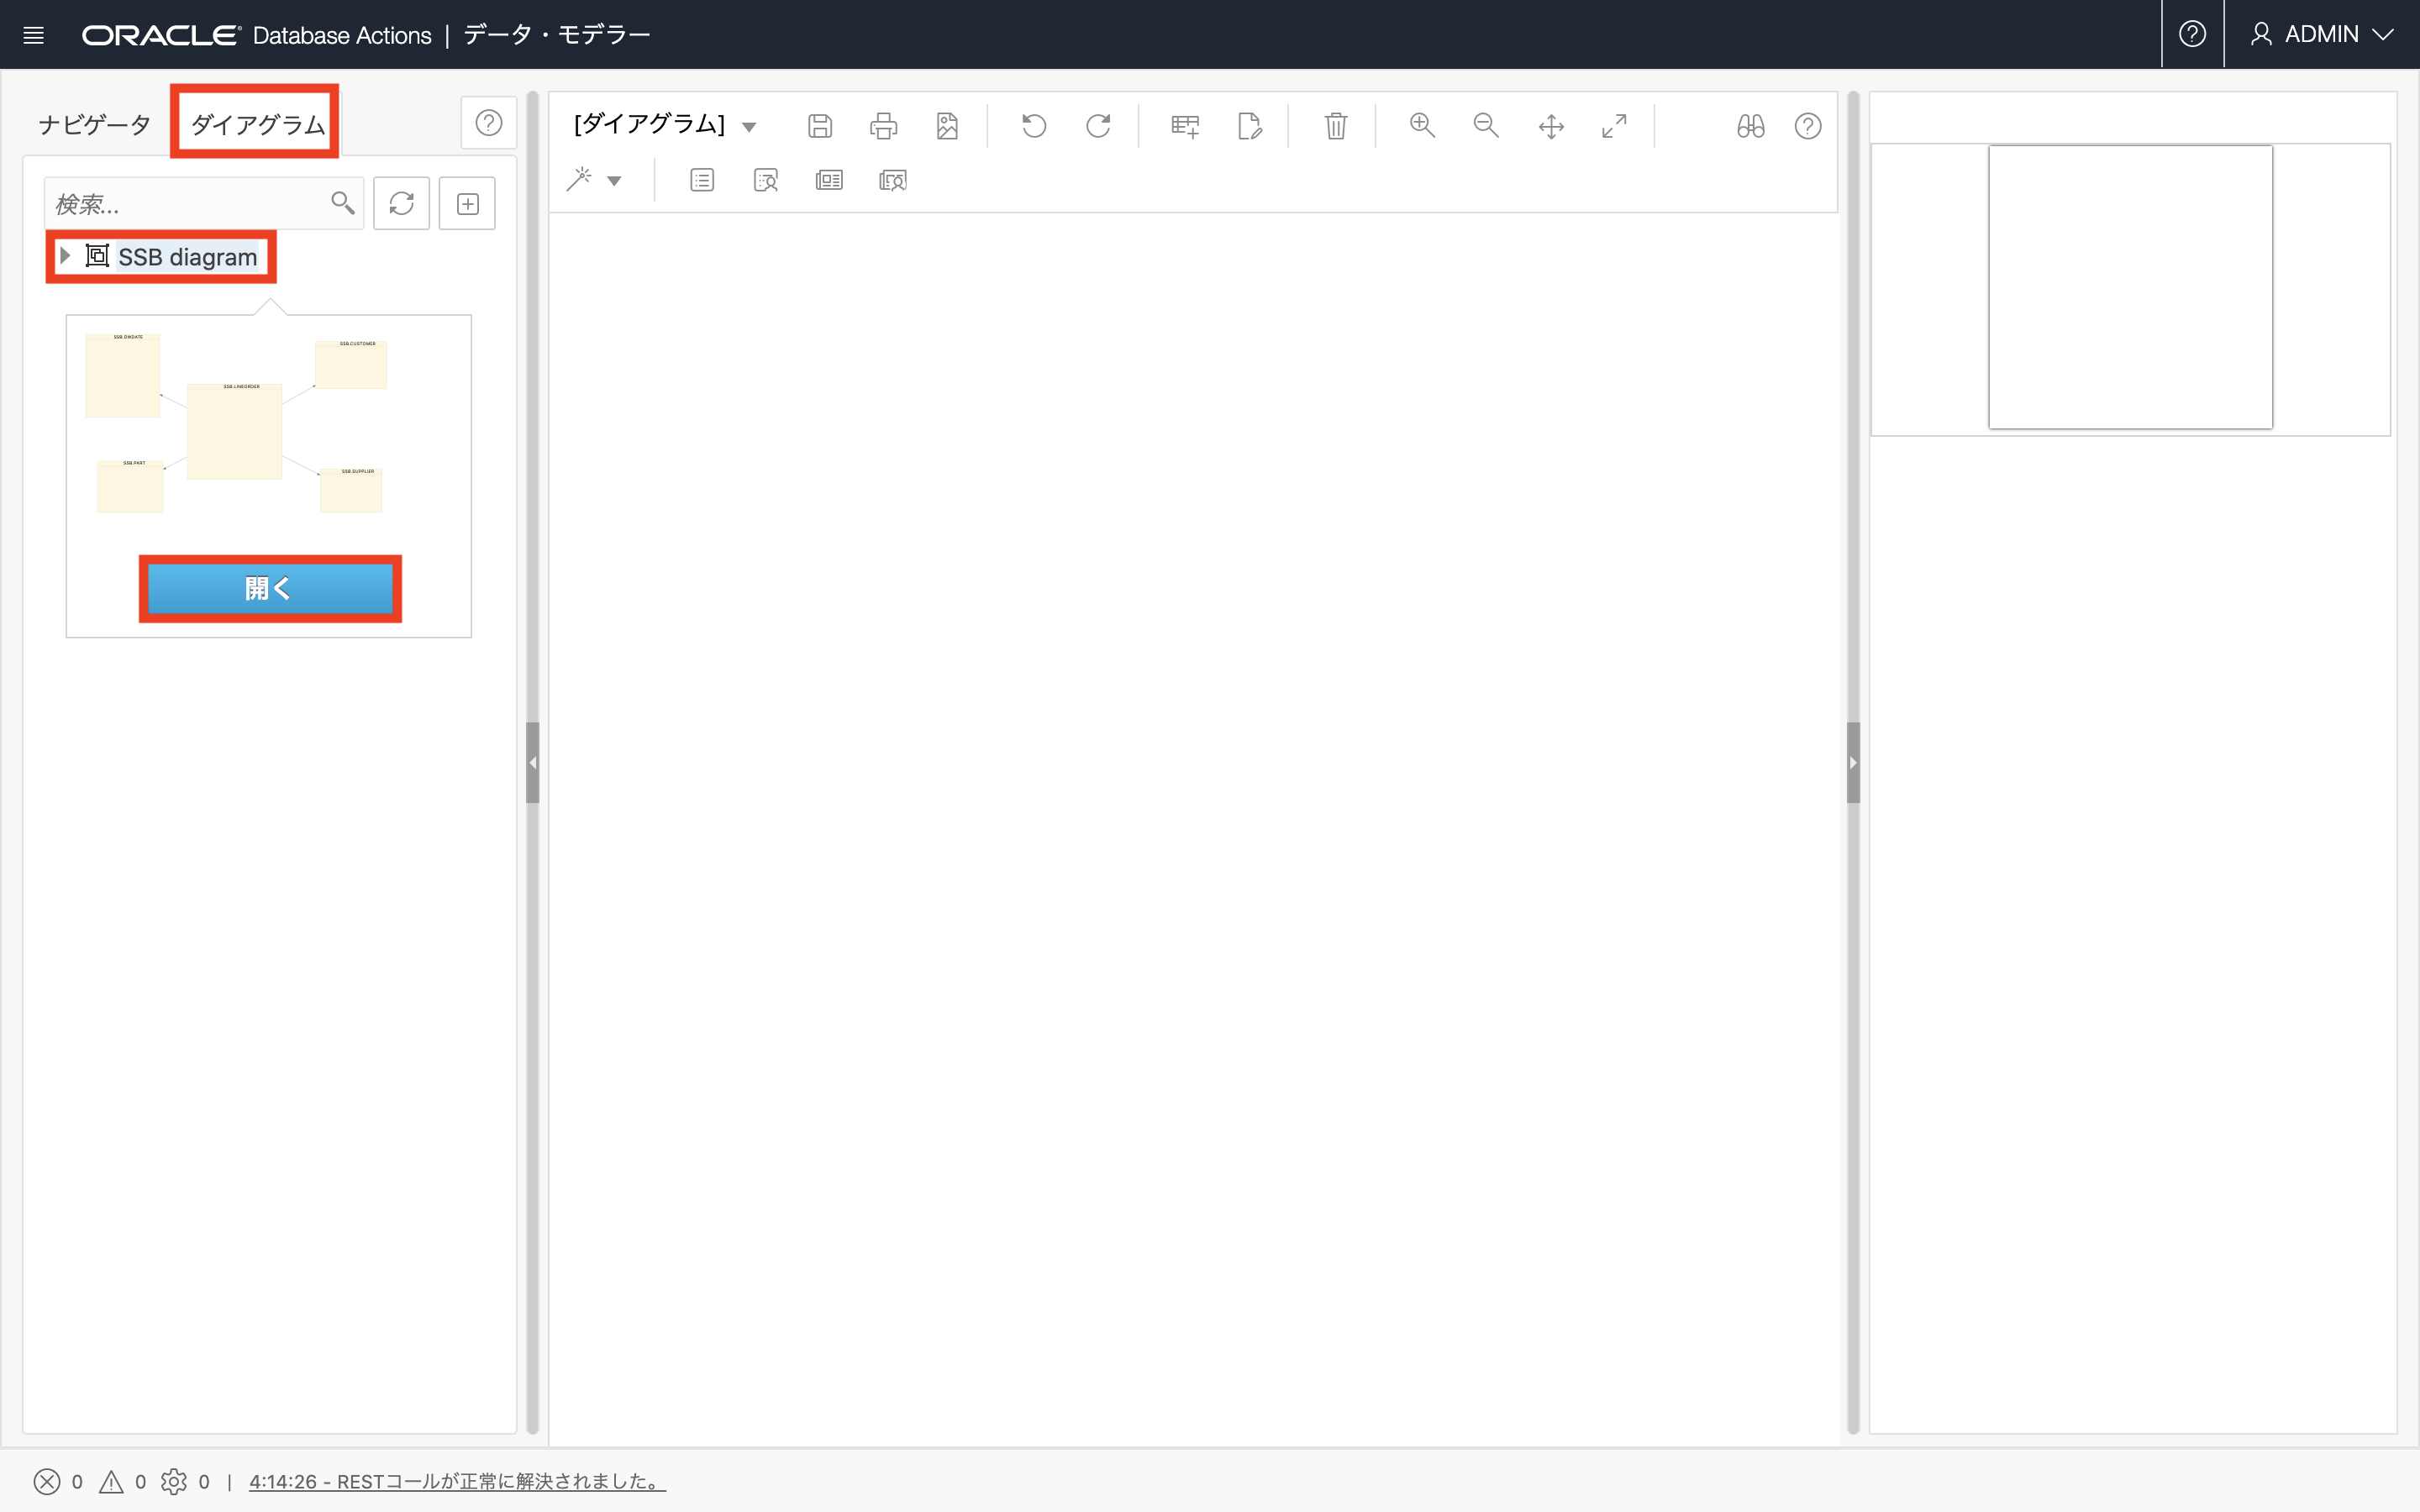 ORACLE Database Actions | データ・モデラー
ADMIN
ナビゲータ
ダイアグラム
[ダイアグラム]
検索...
SSB diagram
SSB.DWDATE
SSB.CUSTOMER
SSB.LINEORDER
SSB.PART
SSB.SUPPLIER
開く
0 0 0 | 4:14:26 - RESTコールが正常に解決されました。